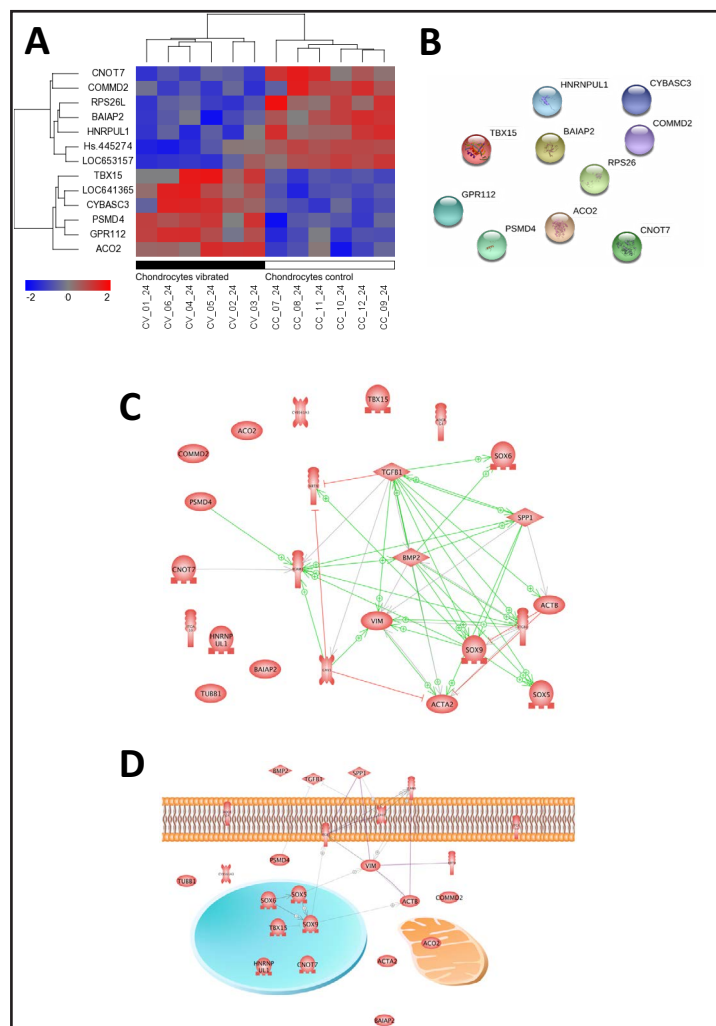 A
CNOT7
COMMD2
RPS26L
BAIAP2
HNRPUL1
Hs.445274
LOC653157
TBX15
LOC641365
CYBASC3
PSMD4
GPR112
ACO2
-2 0 2
Chondrocytes vibrated Chondrocytes control
CV_01_24
CV_06_24
CV_04_24
CV_05_24
CV_02_24
CV_03_24
CC_07_24
CC_08_24
CC_11_24
CC_10_24
CC_12_24
CC_09_24
B
HNRNPUL1
CYBASC3
TBX15
BAIAP2
COMMD2
RPS26
GPR112
ACO2
PSMD4
CNOT7
C
TBX15
ACO2
COMMD2
SOX6
TGFB1
PSMD4
SPP1
BMP2
CNOT7
ACTB
VIM
HNRNP
UL1
SOX9
BAIAP2
TUBB1
SOX5
ACTA2
D
BMP2
TGFB1
SPP1
PSMD4
VIM
TUBB1
SOX5
SOX6
ACTB
COMMD2
SOX9
TBX15
ACO2
HNRNP
UL1
CNOT7
ACTA2
BAIAP2